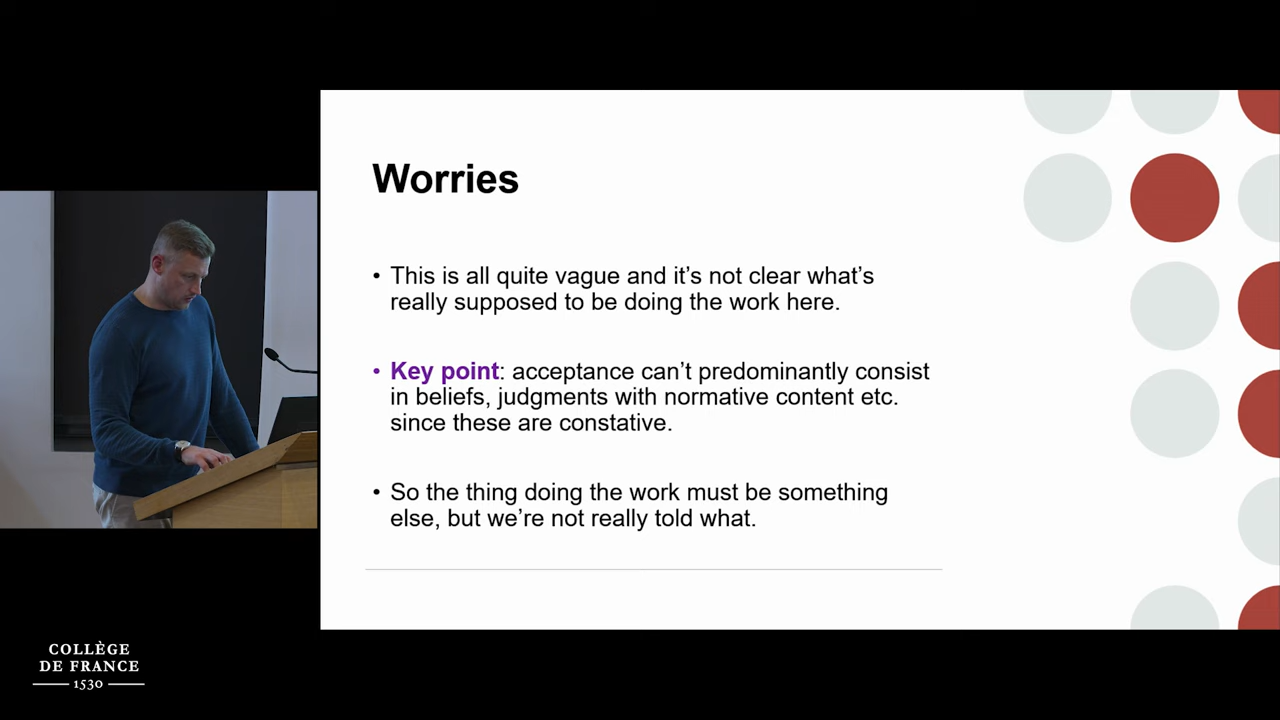 Worries
• This is all quite vague and it’s not clear what’s
really supposed to be doing the work here.
• Key point: acceptance can’t predominantly consist
in beliefs, judgments with normative content etc.
since these are constative.
• So the thing doing the work must be something
else, but we’re not really told what.
COLLÈGE
DE FRANCE
1530